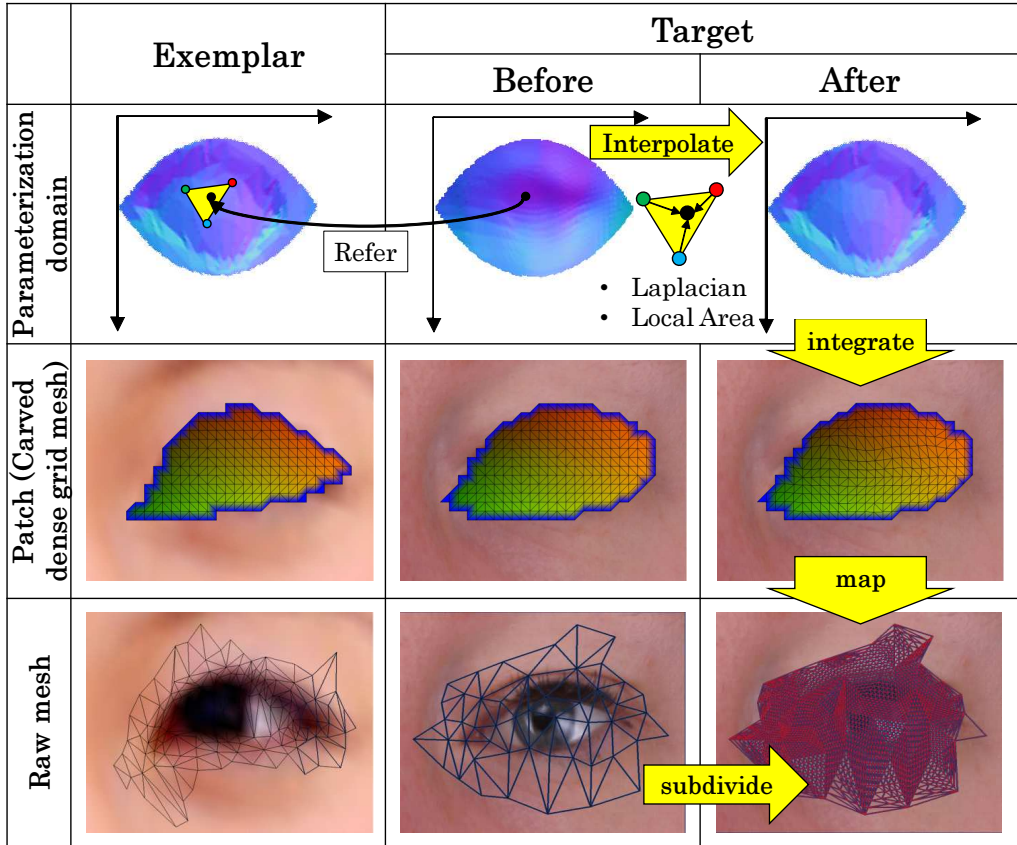 Exemplar
Target
Before
After
Parameterization
domain
Interpolate
Refer
• Laplacian
• Local Area
integrate
Patch (Carved
dense grid mesh)
map
Raw mesh
subdivide